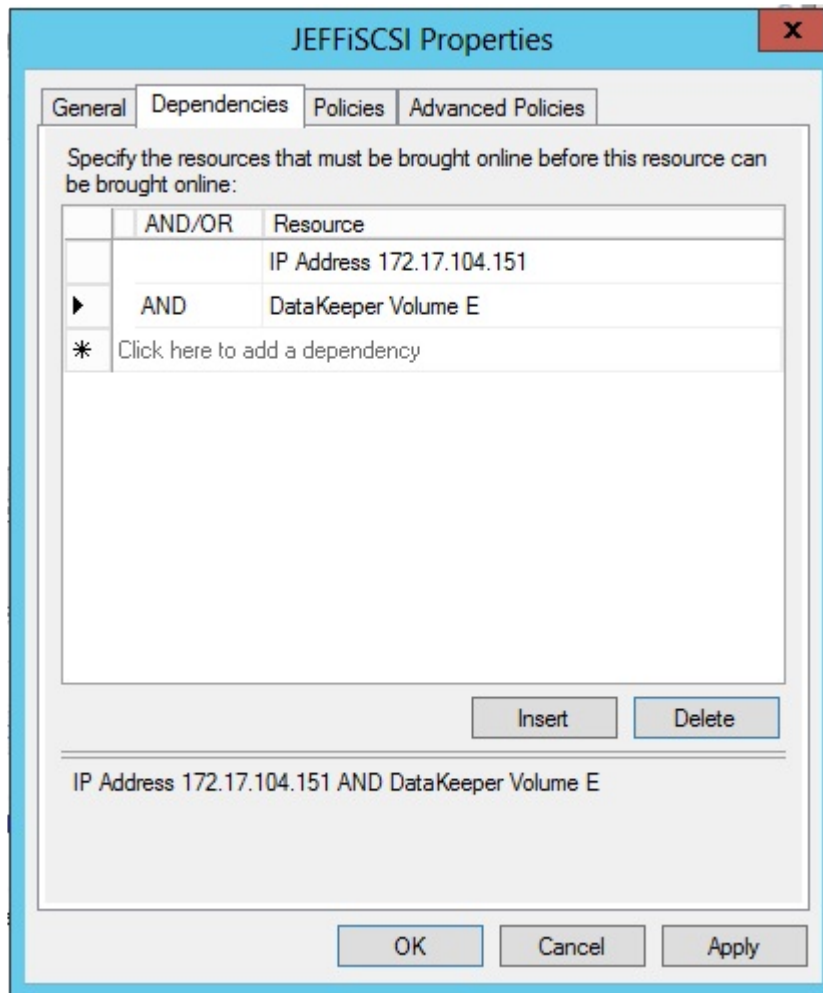 JEFFiSCSI Properties
x
General Dependencies Policies Advanced Policies
Specify the resources that must be brought online before this resource can
be brought online:
AND/OR Resource
IP Address 172.17.104.151
AND DataKeeper Volume E
Click here to add a dependency
Insert Delete
IP Address 172.17.104.151 AND DataKeeper Volume E
OK Cancel Apply